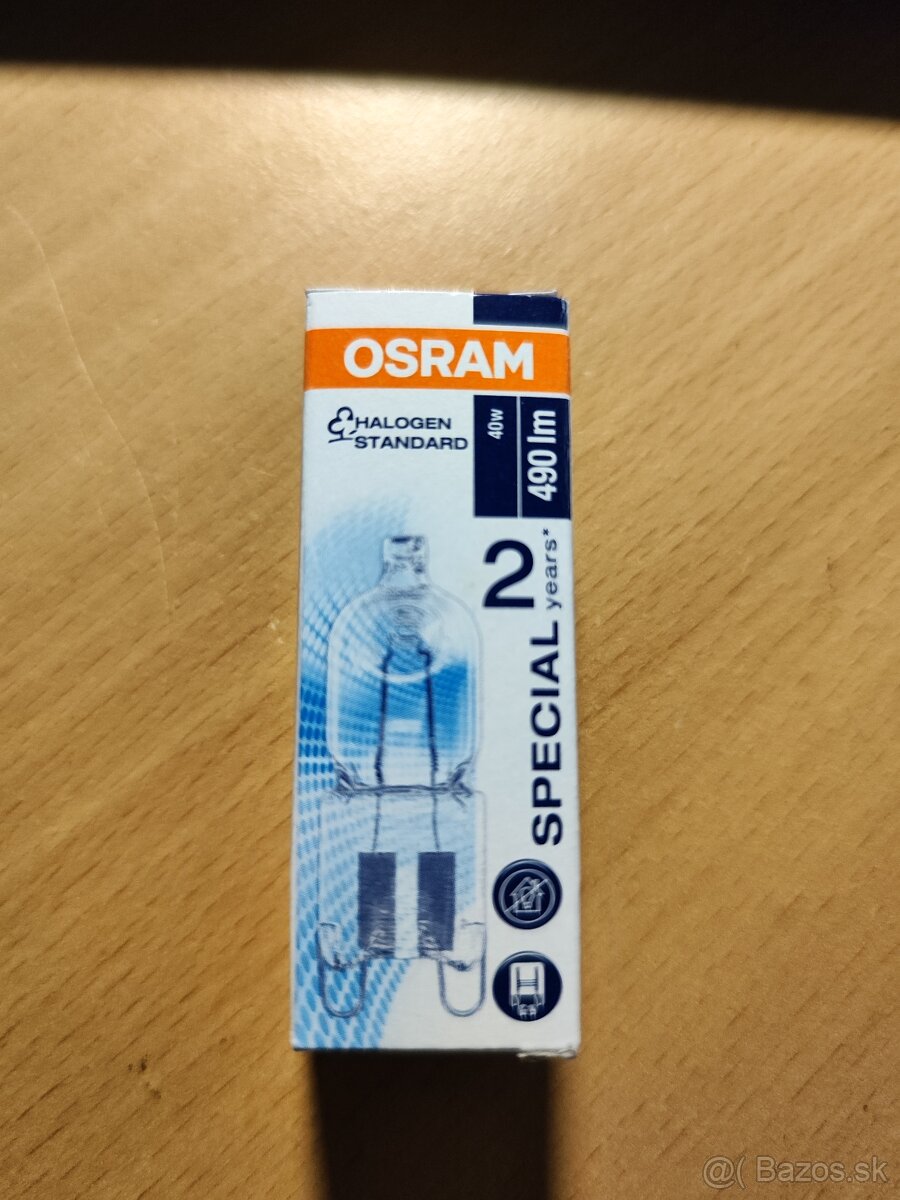 OSRAM
HALOGEN
STANDARD
40w
490 lm
2
years*
SPECIAL
@( Bazos.sk